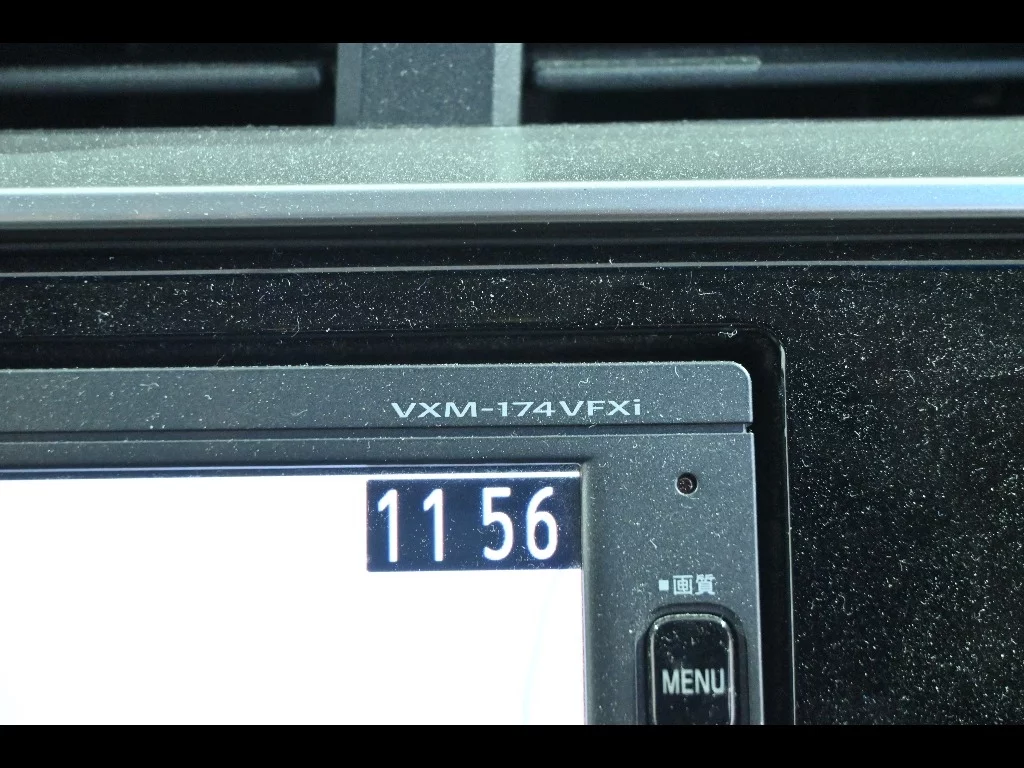 VXM-174VFXi
11 56
■画質
MENU